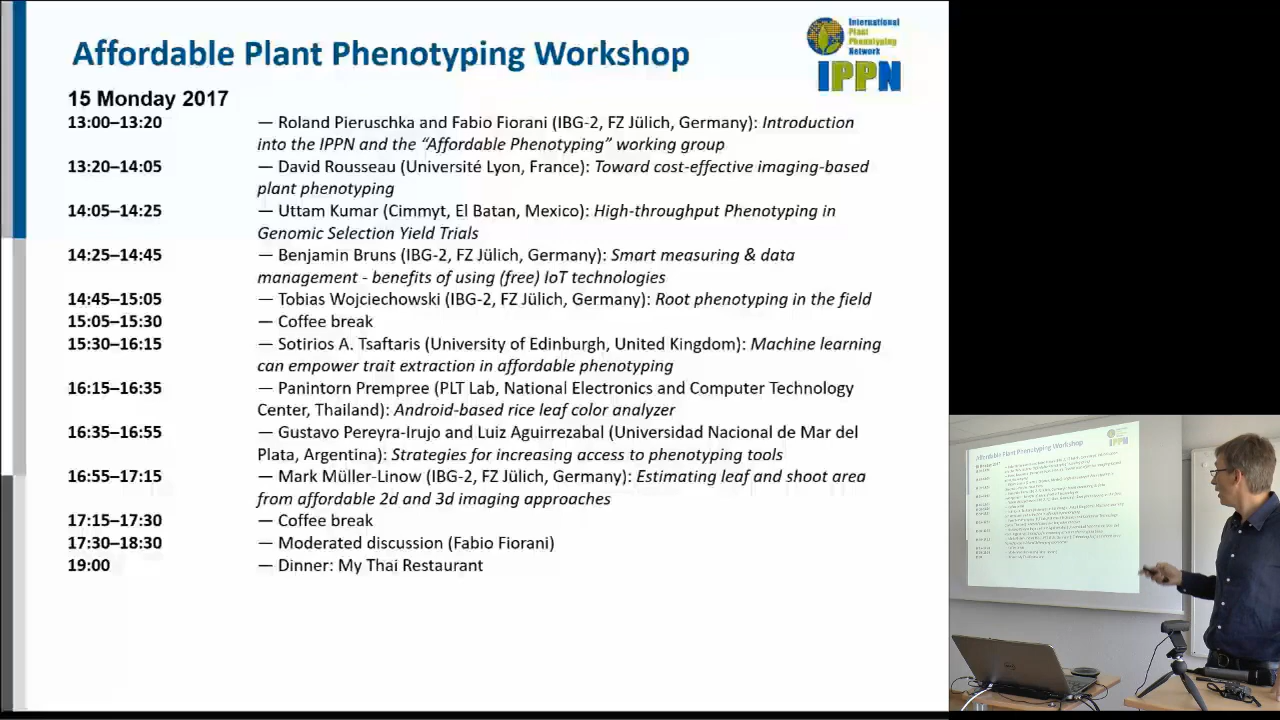 Affordable Plant Phenotyping Workshop
International
Plant
Phenotyping
Network
IPPN
15 Monday 2017
13:00–13:20 — Roland Pieruschka and Fabio Fiorani (IBG-2, FZ Jülich, Germany): Introduction
into the IPPN and the “Affordable Phenotyping” working group
13:20–14:05 — David Rousseau (Université Lyon, France): Toward cost-effective imaging-based
plant phenotyping
14:05–14:25 — Uttam Kumar (Cimmyt, El Batan, Mexico): High-throughput Phenotyping in
Genomic Selection Yield Trials
14:25–14:45 — Benjamin Bruns (IBG-2, FZ Jülich, Germany): Smart measuring & data
management - benefits of using (free) IoT technologies
14:45–15:05 — Tobias Wojciechowski (IBG-2, FZ Jülich, Germany): Root phenotyping in the field
15:05–15:30 — Coffee break
15:30–16:15 — Sotirios A. Tsaftaris (University of Edinburgh, United Kingdom): Machine learning
can empower trait extraction in affordable phenotyping
16:15–16:35 — Panintorn Prempree (PLT Lab, National Electronics and Computer Technology
Center, Thailand): Android-based rice leaf color analyzer
16:35–16:55 — Gustavo Pereyra-Irujo and Luiz Aguirrezabal (Universidad Nacional de Mar del
Plata, Argentina): Strategies for increasing access to phenotyping tools
16:55–17:15 — Mark Müller-Linow (IBG-2, FZ Jülich, Germany): Estimating leaf and shoot area
from affordable 2d and 3d imaging approaches
17:15–17:30 — Coffee break
17:30–18:30 — Moderated discussion (Fabio Fiorani)
19:00 — Dinner: My Thai Restaurant
Affordable Plant Phenotyping Workshop
IPPN